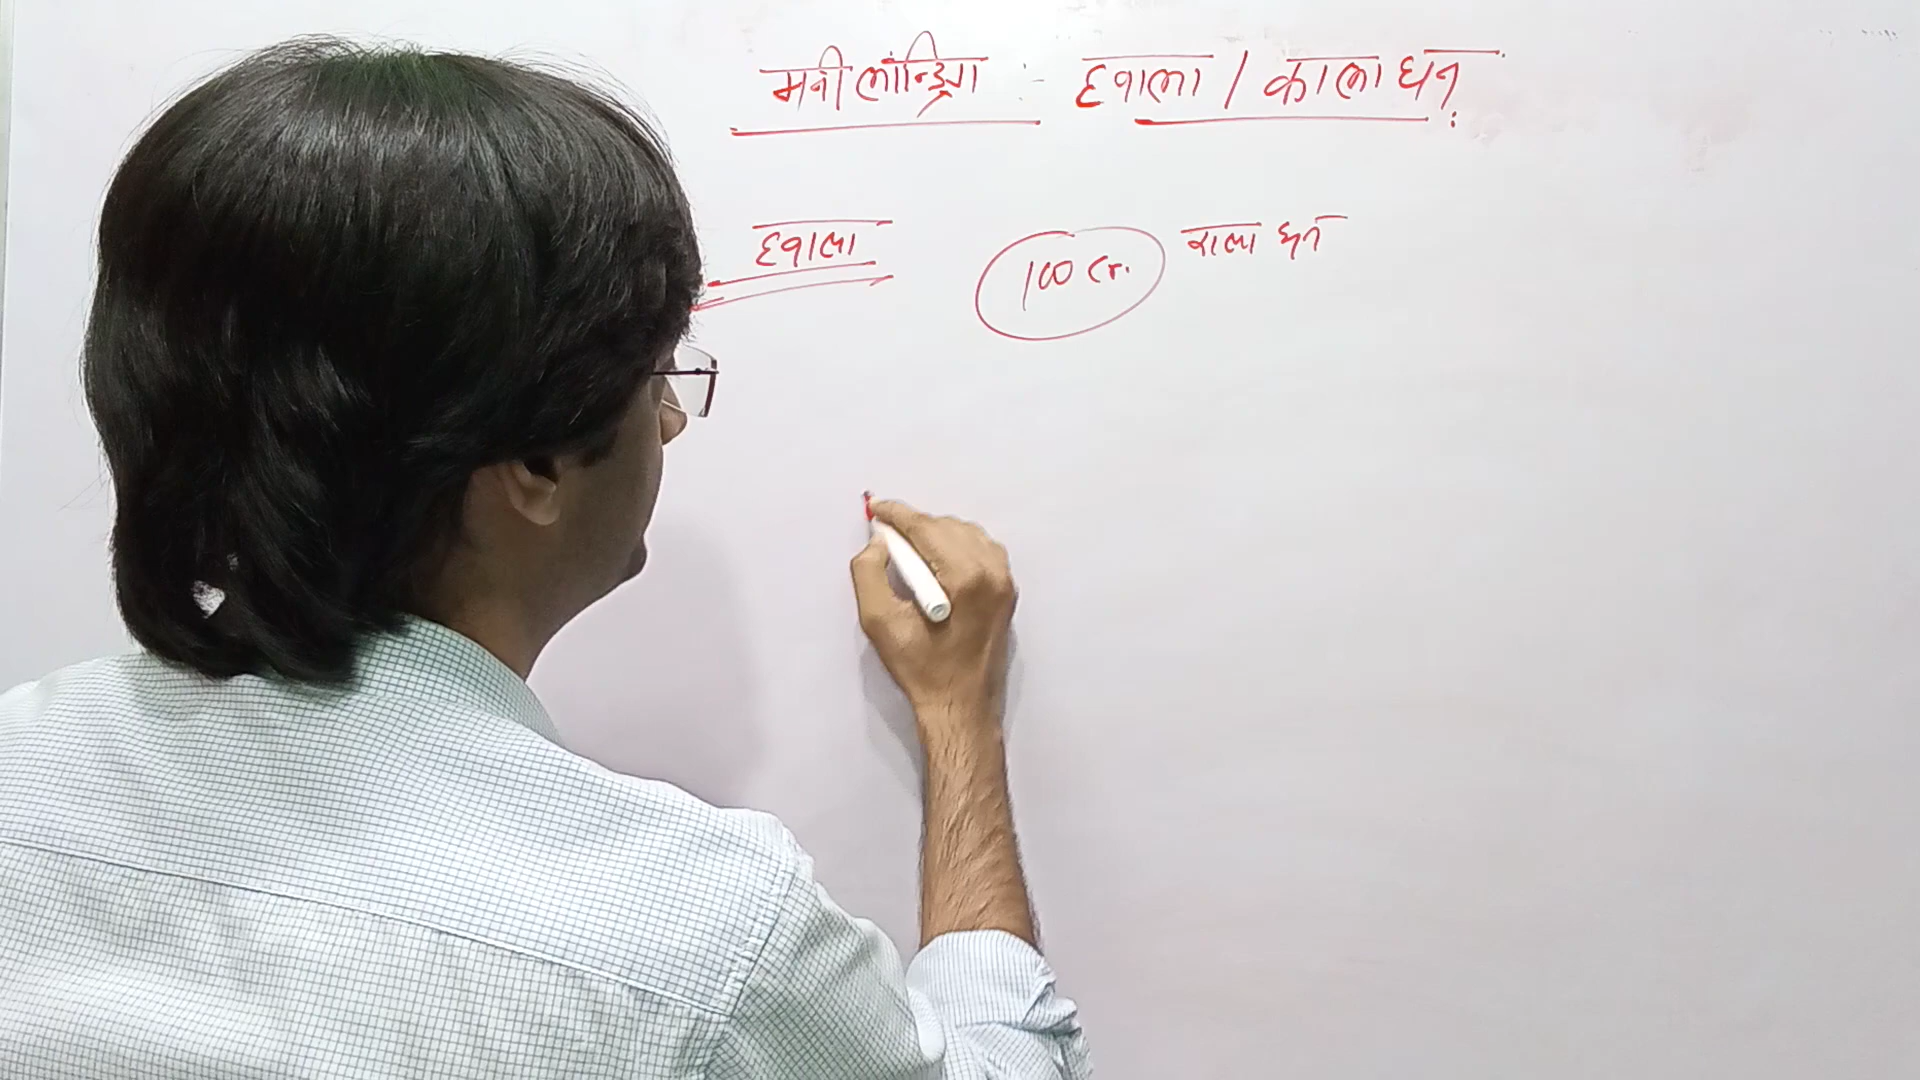 मनी लॉन्ड्रिंग :- हवाला / काला धन
हवाला 100 Cr. काला धन